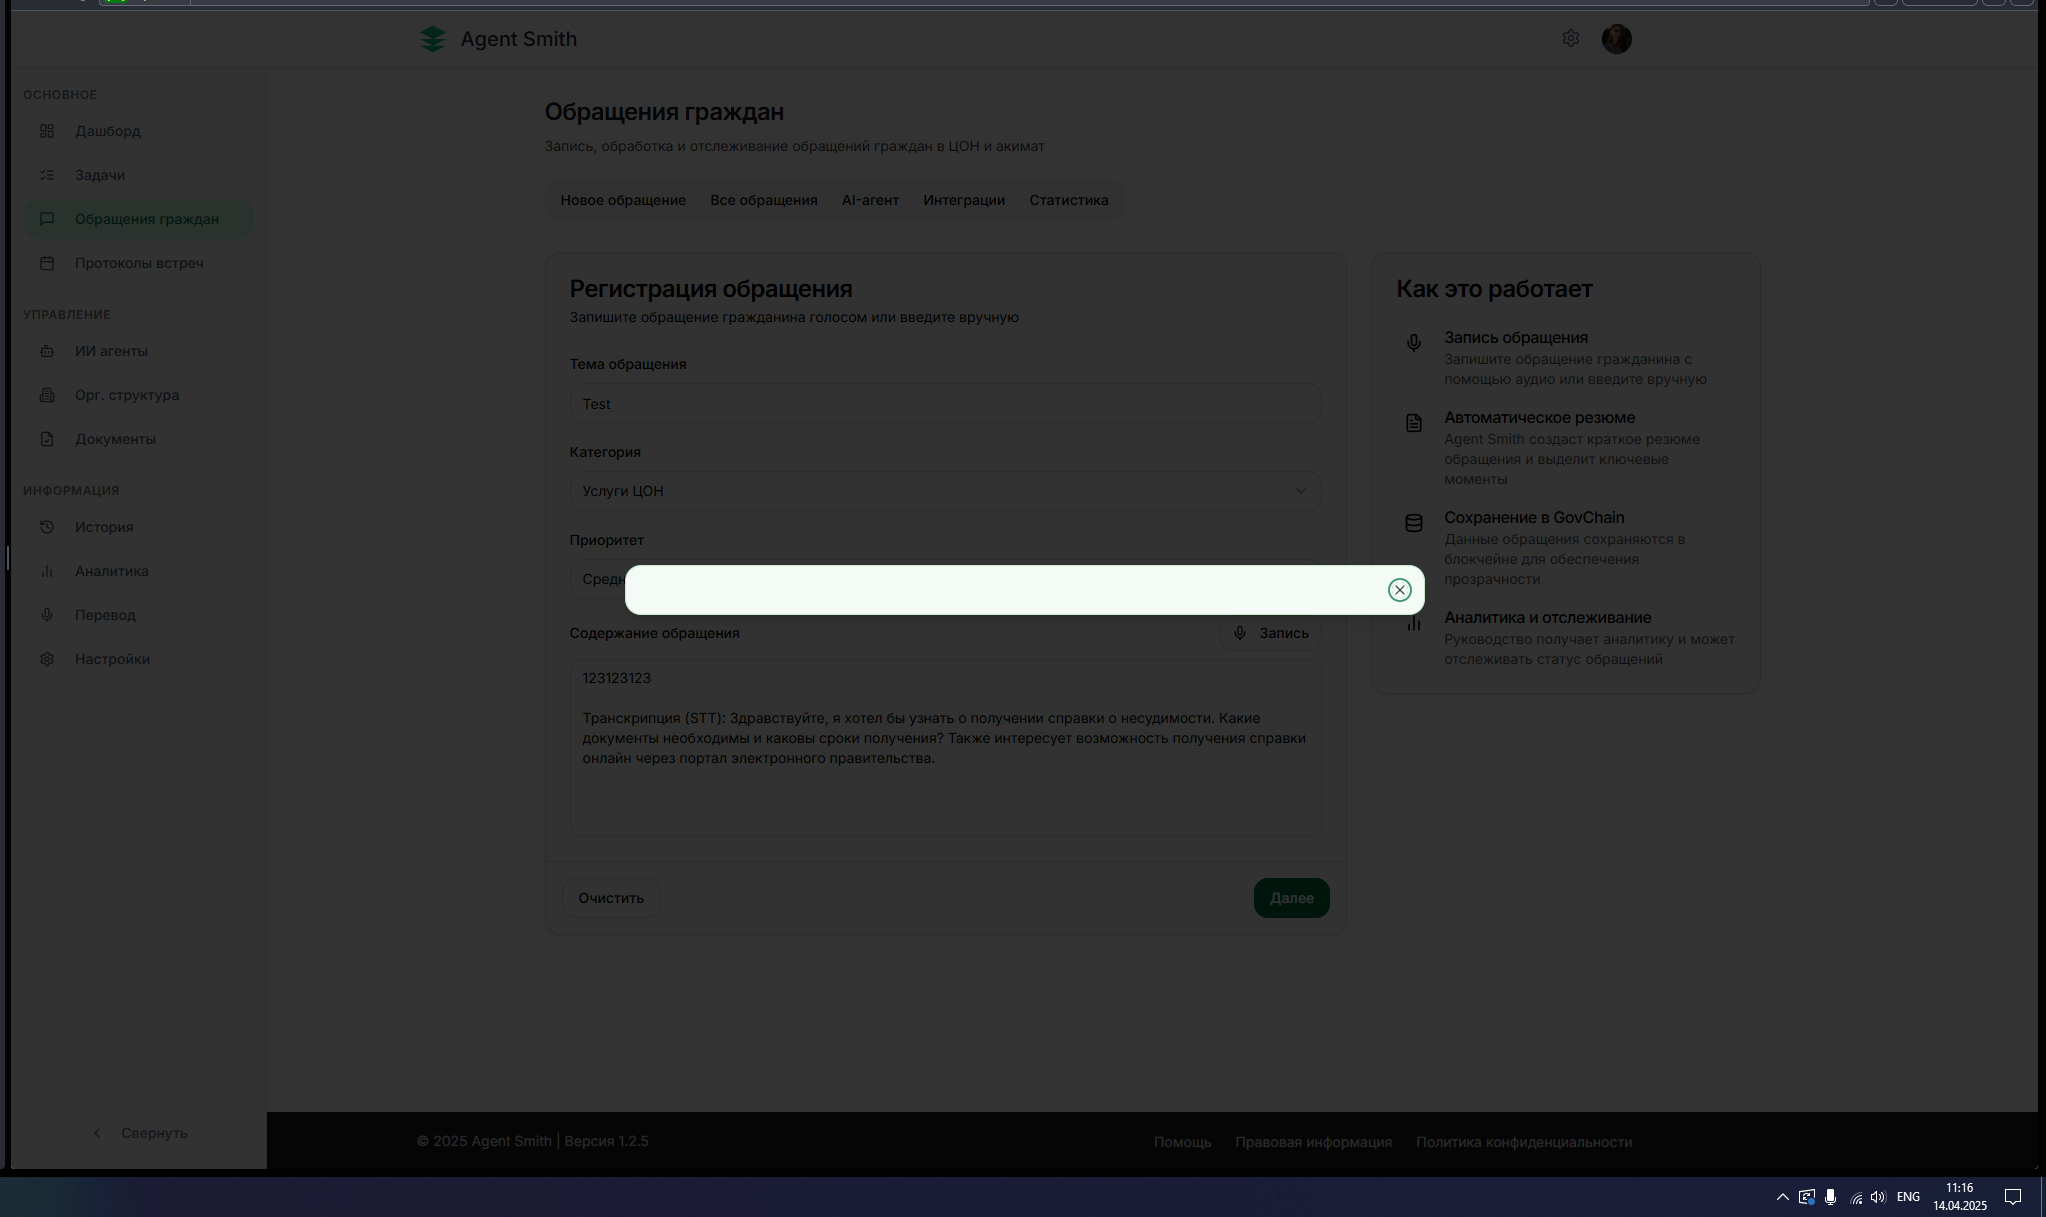 Agent Smith
ОСНОВНОЕ
Дашборд
Задачи
Обращения граждан
Протоколы встреч
УПРАВЛЕНИЕ
ИИ агенты
Орг. структура
Документы
ИНФОРМАЦИЯ
История
Аналитика
Перевод
Настройки
Свернуть
Обращения граждан
Запись, обработка и отслеживание обращений граждан в ЦОН и акимат
Новое обращение Все обращения AI-агент Интеграции Статистика
Регистрация обращения
Запишите обращение гражданина голосом или введите вручную
Тема обращения
Test
Категория
Услуги ЦОН
Приоритет
Содержание обращения
Запись
123123123
Транскрипция (STT): Здравствуйте, я хотел бы узнать о получении справки о несудимости. Какие
документы необходимы и каковы сроки получения? Также интересует возможность получения справки
онлайн через портал электронного правительства.
Очистить
Далее
Как это работает
Запись обращения
Запишите обращение гражданина с
помощью аудио или введите вручную
Автоматическое резюме
Agent Smith создаст краткое резюме
обращения и выделит ключевые
моменты
Сохранение в GovChain
Данные обращения сохраняются в
блокчейне для обеспечения
прозрачности
Аналитика и отслеживание
Руководство получает аналитику и может
отслеживать статус обращений
© 2025 Agent Smith | Версия 1.2.5
Помощь Правовая информация Политика конфиденциальности
ENG
11:16
14.04.2025